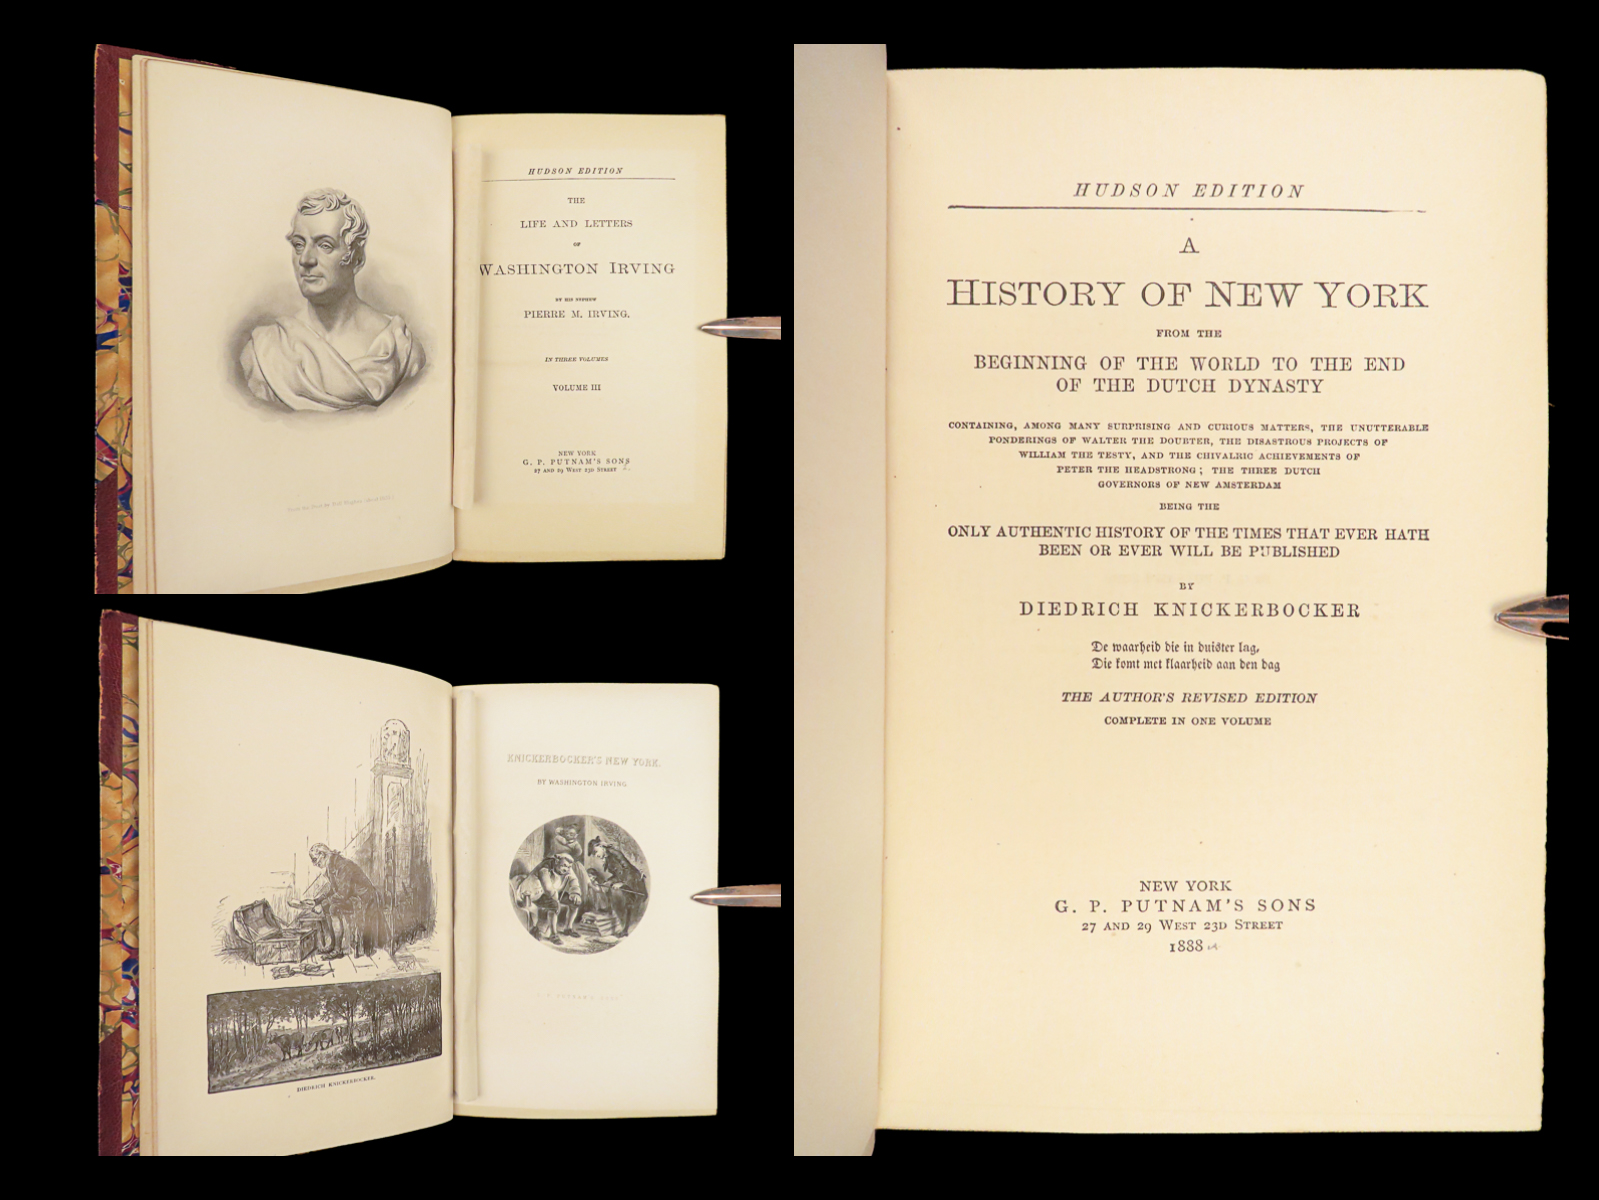 HUDSON EDITION
THE
LIFE AND LETTERS
OF
WASHINGTON IRVING
BY HIS NEPHEW
PIERRE M. IRVING.
IN THREE VOLUMES
VOLUME III
NEW YORK
G. P. PUTNAM'S SONS
27 AND 29 WEST 23D STREET
DIEDRICH KNICKERBOCKER.
KNICKERBOCKER'S NEW YORK.
BY WASHINGTON IRVING
HUDSON EDITION
A
HISTORY OF NEW YORK
FROM THE
BEGINNING OF THE WORLD TO THE END
OF THE DUTCH DYNASTY
CONTAINING, AMONG MANY SURPRISING AND CURIOUS MATTERS, THE UNUTTERABLE
PONDERINGS OF WALTER THE DOUBTER, THE DISASTROUS PROJECTS OF
WILLIAM THE TESTY, AND THE CHIVALRIC ACHIEVEMENTS OF
PETER THE HEADSTRONG; THE THREE DUTCH
GOVERNORS OF NEW AMSTERDAM
BEING THE
ONLY AUTHENTIC HISTORY OF THE TIMES THAT EVER HATH
BEEN OR EVER WILL BE PUBLISHED
BY
DIEDRICH KNICKERBOCKER
De waarheid die in duister lag,
Die komt met klaarheid aan den dag
THE AUTHOR'S REVISED EDITION
COMPLETE IN ONE VOLUME
NEW YORK
G. P. PUTNAM'S SONS
27 AND 29 WEST 23D STREET
1888